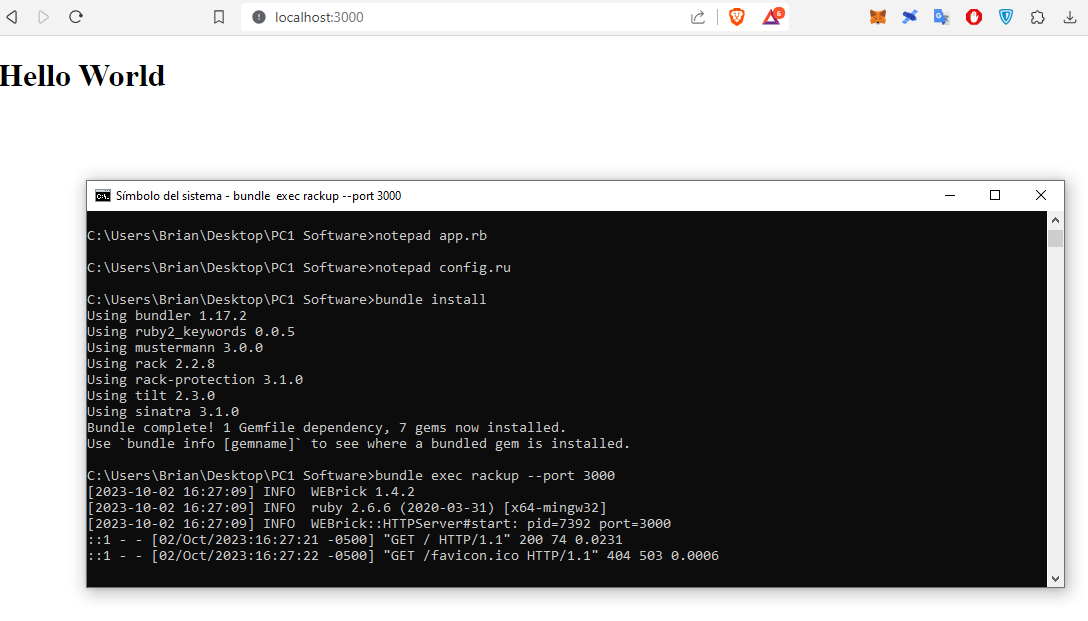 localhost:3000
6
Hello World
Símbolo del sistema - bundle  exec rackup --port 3000
C:\Users\Brian\Desktop\PC1 Software>notepad app.rb
C:\Users\Brian\Desktop\PC1 Software>notepad config.ru
C:\Users\Brian\Desktop\PC1 Software>bundle install
Using bundler 1.17.2
Using ruby2_keywords 0.0.5
Using mustermann 3.0.0
Using rack 2.2.8
Using rack-protection 3.1.0
Using tilt 2.3.0
Using sinatra 3.1.0
Bundle complete! 1 Gemfile dependency, 7 gems now installed.
Use `bundle info [gemname]` to see where a bundled gem is installed.
C:\Users\Brian\Desktop\PC1 Software>bundle exec rackup --port 3000
[2023-10-02 16:27:09] INFO  WEBrick 1.4.2
[2023-10-02 16:27:09] INFO  ruby 2.6.6 (2020-03-31) [x64-mingw32]
[2023-10-02 16:27:09] INFO  WEBrick::HTTPServer#start: pid=7392 port=3000
::1 - - [02/Oct/2023:16:27:21 -0500] "GET / HTTP/1.1" 200 74 0.0231
::1 - - [02/Oct/2023:16:27:22 -0500] "GET /favicon.ico HTTP/1.1" 404 503 0.0006